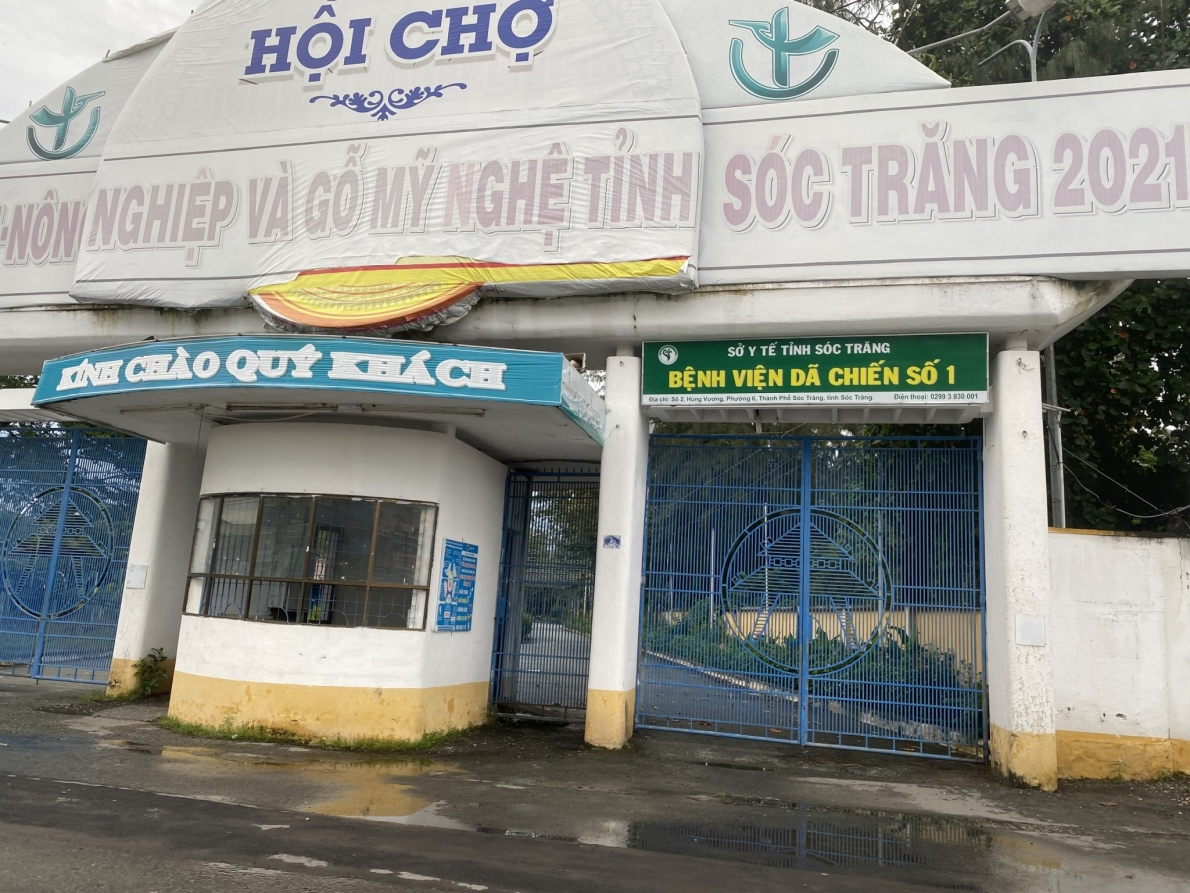 HỘI CHỢ
-NÔNG NGHIỆP VÀ GỖ MỸ NGHỆ TỈNH SÓC TRĂNG 2021
KÍNH CHÀO QUÝ KHÁCH
SỞ Y TẾ TỈNH SÓC TRĂNG
BỆNH VIỆN DÃ CHIẾN SỐ 1
Địa chỉ: Số 2, Hùng Vương, Phường 6, Thành Phố Sóc Trăng, tỉnh Sóc Trăng. Điện thoại: 0299 3 830 001